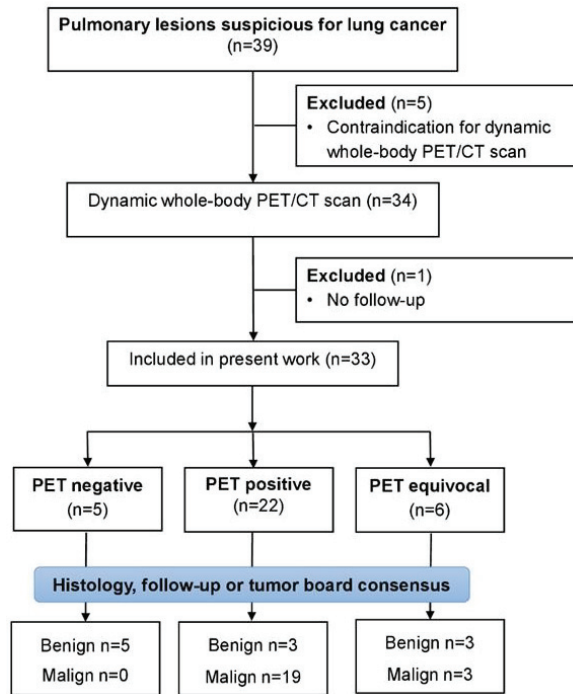 Pulmonary lesions suspicious for lung cancer
(n=39)
Excluded (n=5)
• Contraindication for dynamic
whole-body PET/CT scan
Dynamic whole-body PET/CT scan (n=34)
Excluded (n=1)
• No follow-up
Included in present work (n=33)
PET negative
(n=5)
PET positive
(n=22)
PET equivocal
(n=6)
Histology, follow-up or tumor board consensus
Benign n=5
Malign n=0
Benign n=3
Malign n=19
Benign n=3
Malign n=3